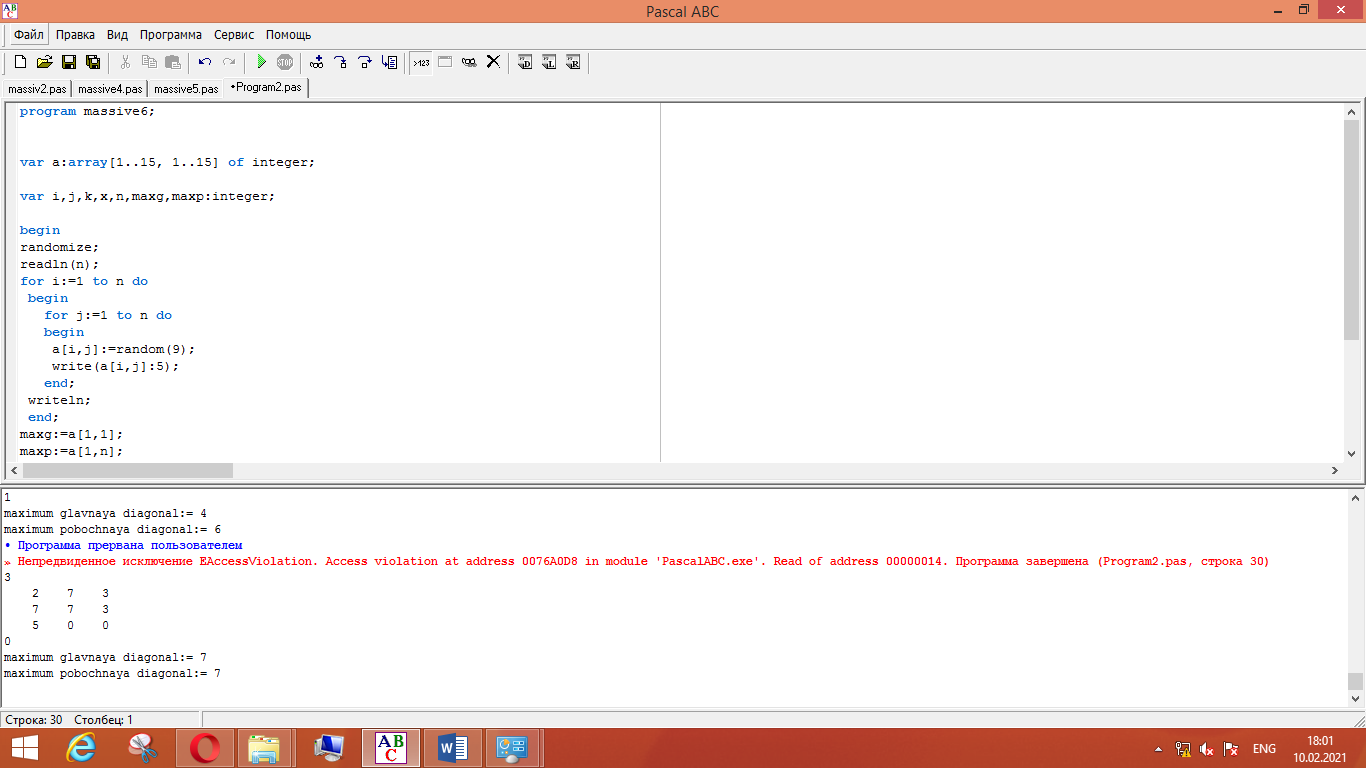 Pascal ABC
Файл Правка Вид Программа Сервис Помощь
massiv2.pas massive4.pas massive5.pas •Program2.pas
program massive6;
var a:array[1..15, 1..15] of integer;
var i,j,k,x,n,maxg,maxp:integer;
begin
randomize;
readln(n);
for i:=1 to n do
begin
for j:=1 to n do
begin
a[i,j]:=random(9);
write(a[i,j]:5);
end;
writeln;
end;
maxg:=a[1,1];
maxp:=a[1,n];
1
maximum glavnaya diagonal:= 4
maximum pobochnaya diagonal:= 6
• Программа прервана пользователем
» Непредвиденное исключение EAccessViolation. Access violation at address 0076A0D8 in module 'PascalABC.exe'. Read of address 00000014. Программа завершена (Program2.pas, строка 30)
3
2 7 3
7 7 3
5 0 0
0
maximum glavnaya diagonal:= 7
maximum pobochnaya diagonal:= 7
Строка: 30 Столбец: 1
ENG
18:01
10.02.2021